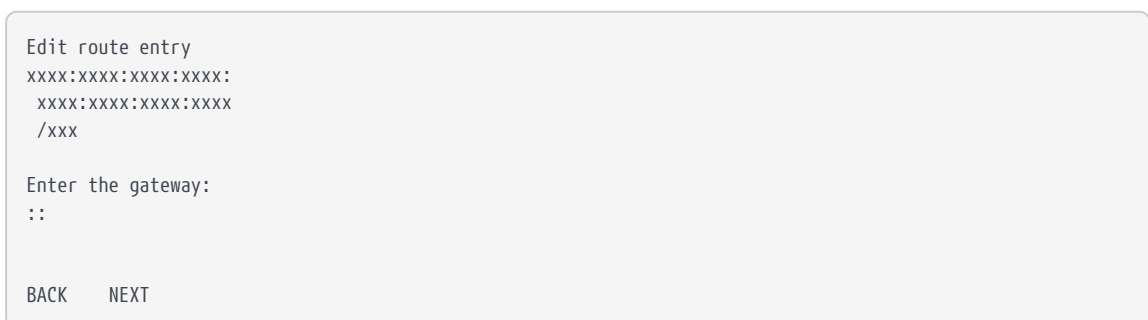 Edit route entry
xxxx:xxxx:xxxx:xxxx:
xxxx:xxxx:xxxx:xxxx
/xxx
Enter the gateway:
::
BACK NEXT